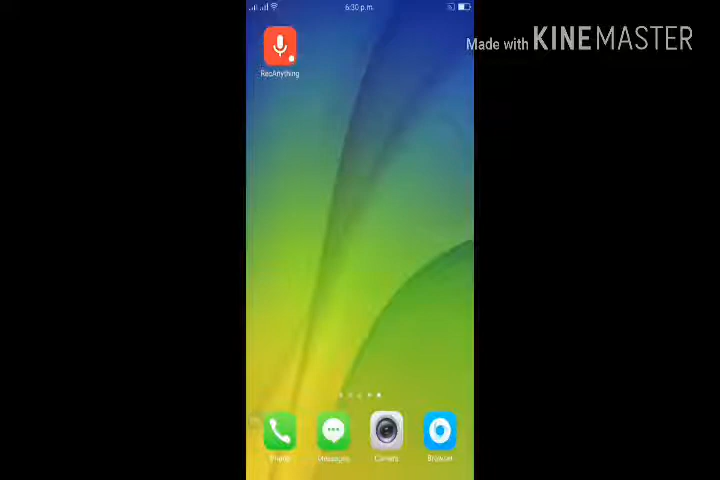 6:30 p.m.
Made with KINEMASTER
RecAnything
Phone
Messages
Camera
Browser